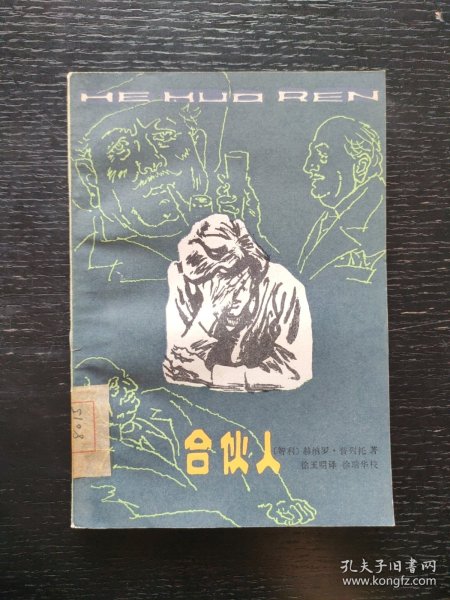 HE HUO REN
合伙人
〔智利〕赫纳罗·普列托 著
徐玉明译 徐瑞华校
8015
孔夫子旧书网
www.kongfz.com